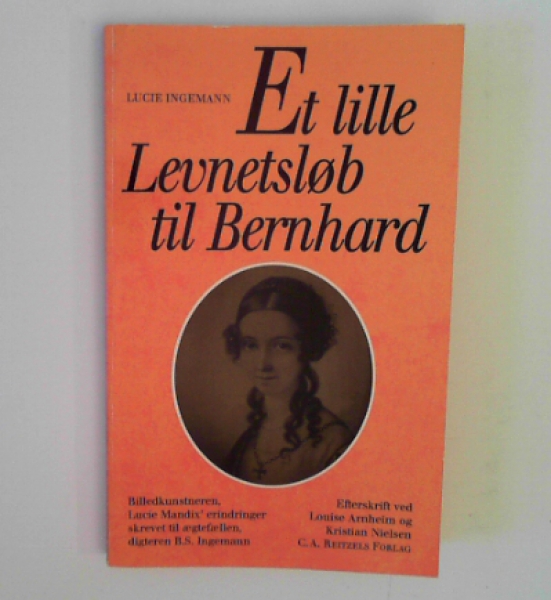 LUCIE INGEMANN
Et lille
Levnetsløb
til Bernhard
Billedkunstneren,
Lucie Mandix' erindringer
skrevet til ægtefællen,
digteren B.S. Ingemann
Efterskrift ved
Louise Arnheim og
Kristian Nielsen
C. A. REITZELS FORLAG